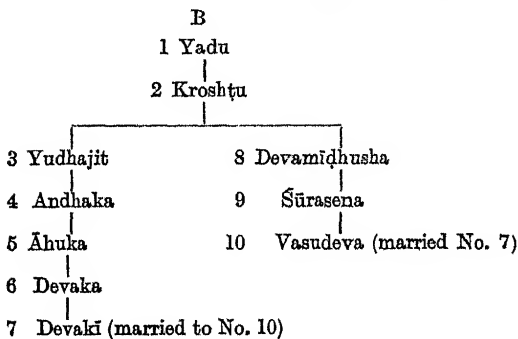 B
1 Yadu
2 Kroshṭu
3 Yudhajit 8 Devamīḍhusha
4 Andhaka 9 Śūrasena
5 Āhuka 10 Vasudeva (married No. 7)
6 Devaka
7 Devakī (married to No. 10)